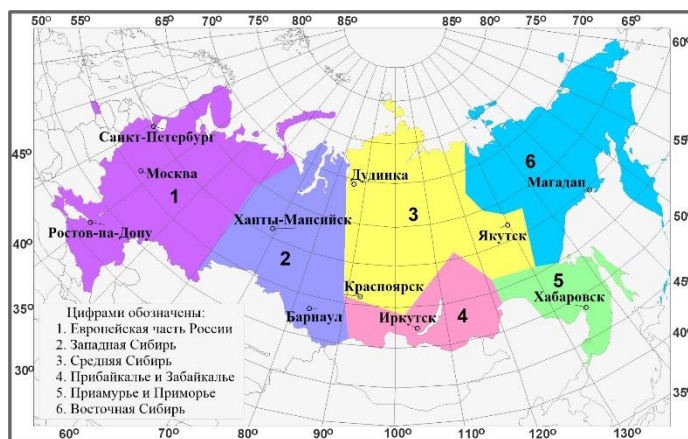 50° 55° 60° 65° 70° 75° 80° 85° 85° 80° 75° 70° 65°
60°
55°
50°
45°
40°
35°
45°
40°
35°
30°
60° 70° 80° 90° 100° 110° 120° 130°
Санкт-Петербург
Москва
1
Ростов-на-Дону
Ханты-Мансийск
2
Барнаул
Дудинка
3
Якутск
Красноярск
Иркутск
4
5
Хабаровск
6
Магадан
Цифрами обозначены:
1. Европейская часть России
2. Западная Сибирь
3. Средняя Сибирь
4. Прибайкалье и Забайкалье
5. Приамурье и Приморье
6. Восточная Сибирь